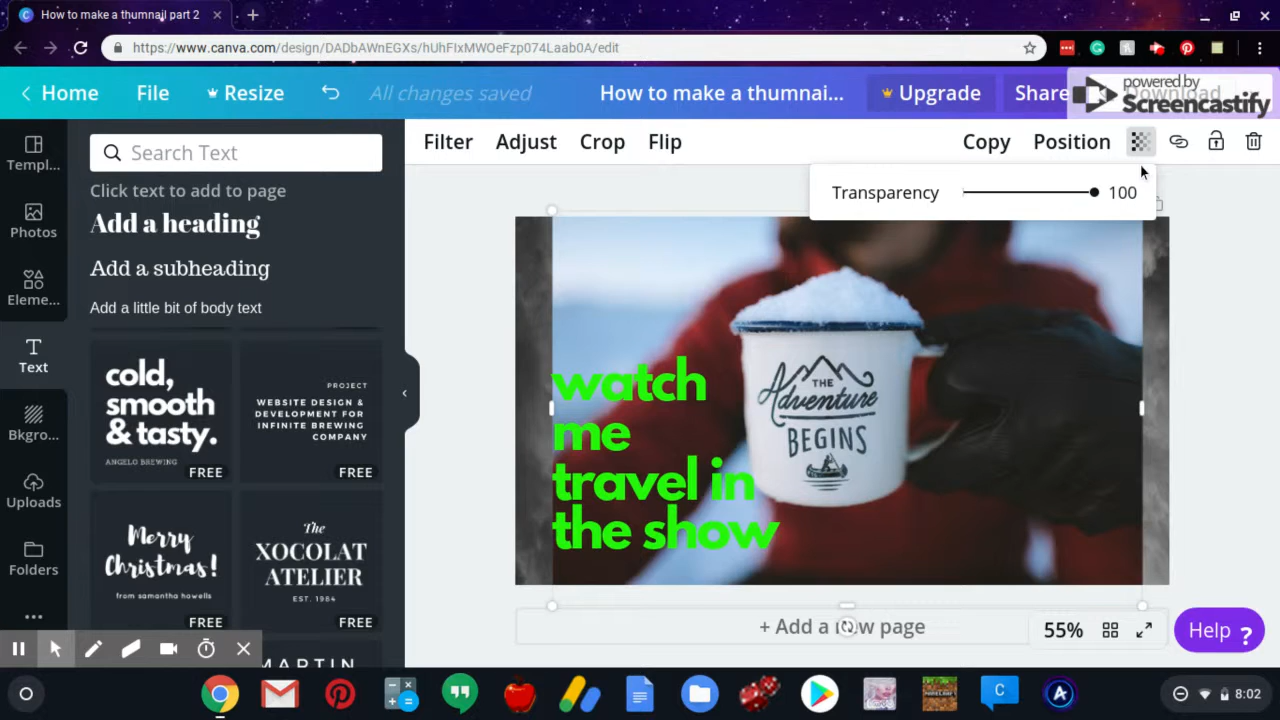 How to make a thumnail part 2
https://www.canva.com/design/DADbAWnEGXs/hUhFIxMWOeFzp074Laab0A/edit
Home File Resize All changes saved How to make a thumnai... Upgrade Share Download
powered by
Screencastify
Filter Adjust Crop Flip Copy Position
Transparency 100
Templ...
Photos
Eleme...
Text
Bkgro...
Uploads
Folders
Search Text
Click text to add to page
Add a heading
Add a subheading
Add a little bit of body text
cold,
smooth
& tasty.
ANGELO BREWING
FREE
PROJECT
WEBSITE DESIGN &
DEVELOPMENT FOR
INFINITE BREWING
COMPANY
FREE
Merry
Christmas!
from samantha howells
FREE
The
XOCOLAT
ATELIER
EST. 1984
FREE
MARTIN
watch
me
travel in
the show
THE
Adventure
BEGINS
+ Add a new page
55%
Help ?
8:02